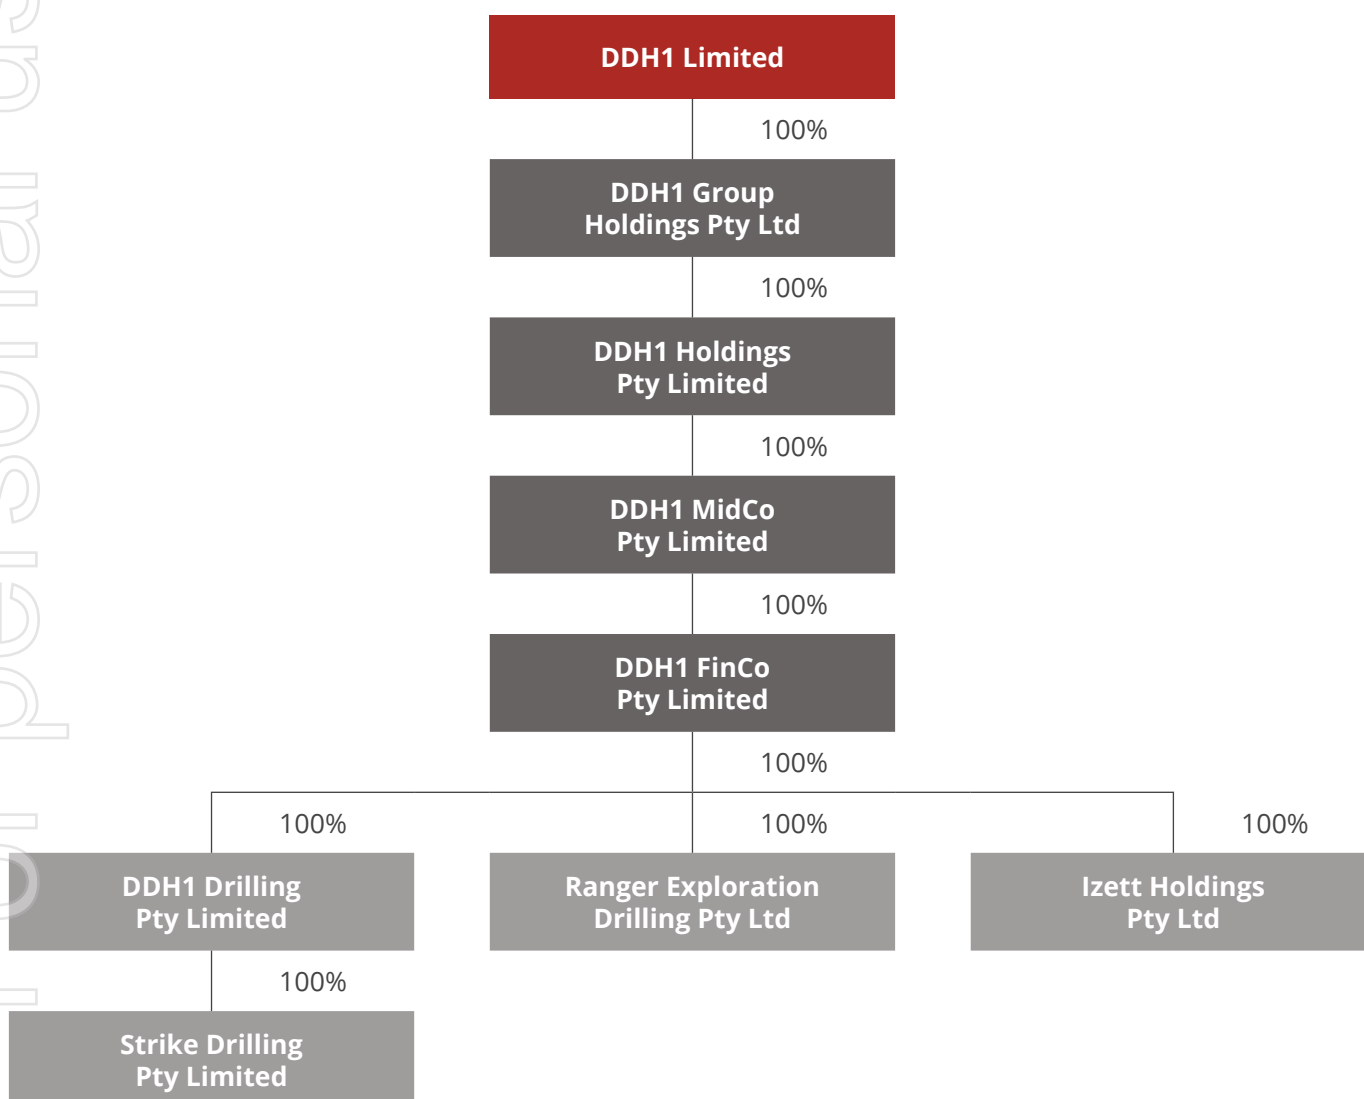 DDH1 Limited
100%
DDH1 Group
Holdings Pty Ltd
100%
DDH1 Holdings
Pty Limited
100%
DDH1 MidCo
Pty Limited
100%
DDH1 FinCo
Pty Limited
100%
100%
100%
100%
DDH1 Drilling
Pty Limited
Ranger Exploration
Drilling Pty Ltd
Izett Holdings
Pty Ltd
100%
Strike Drilling
Pty Limited
personal